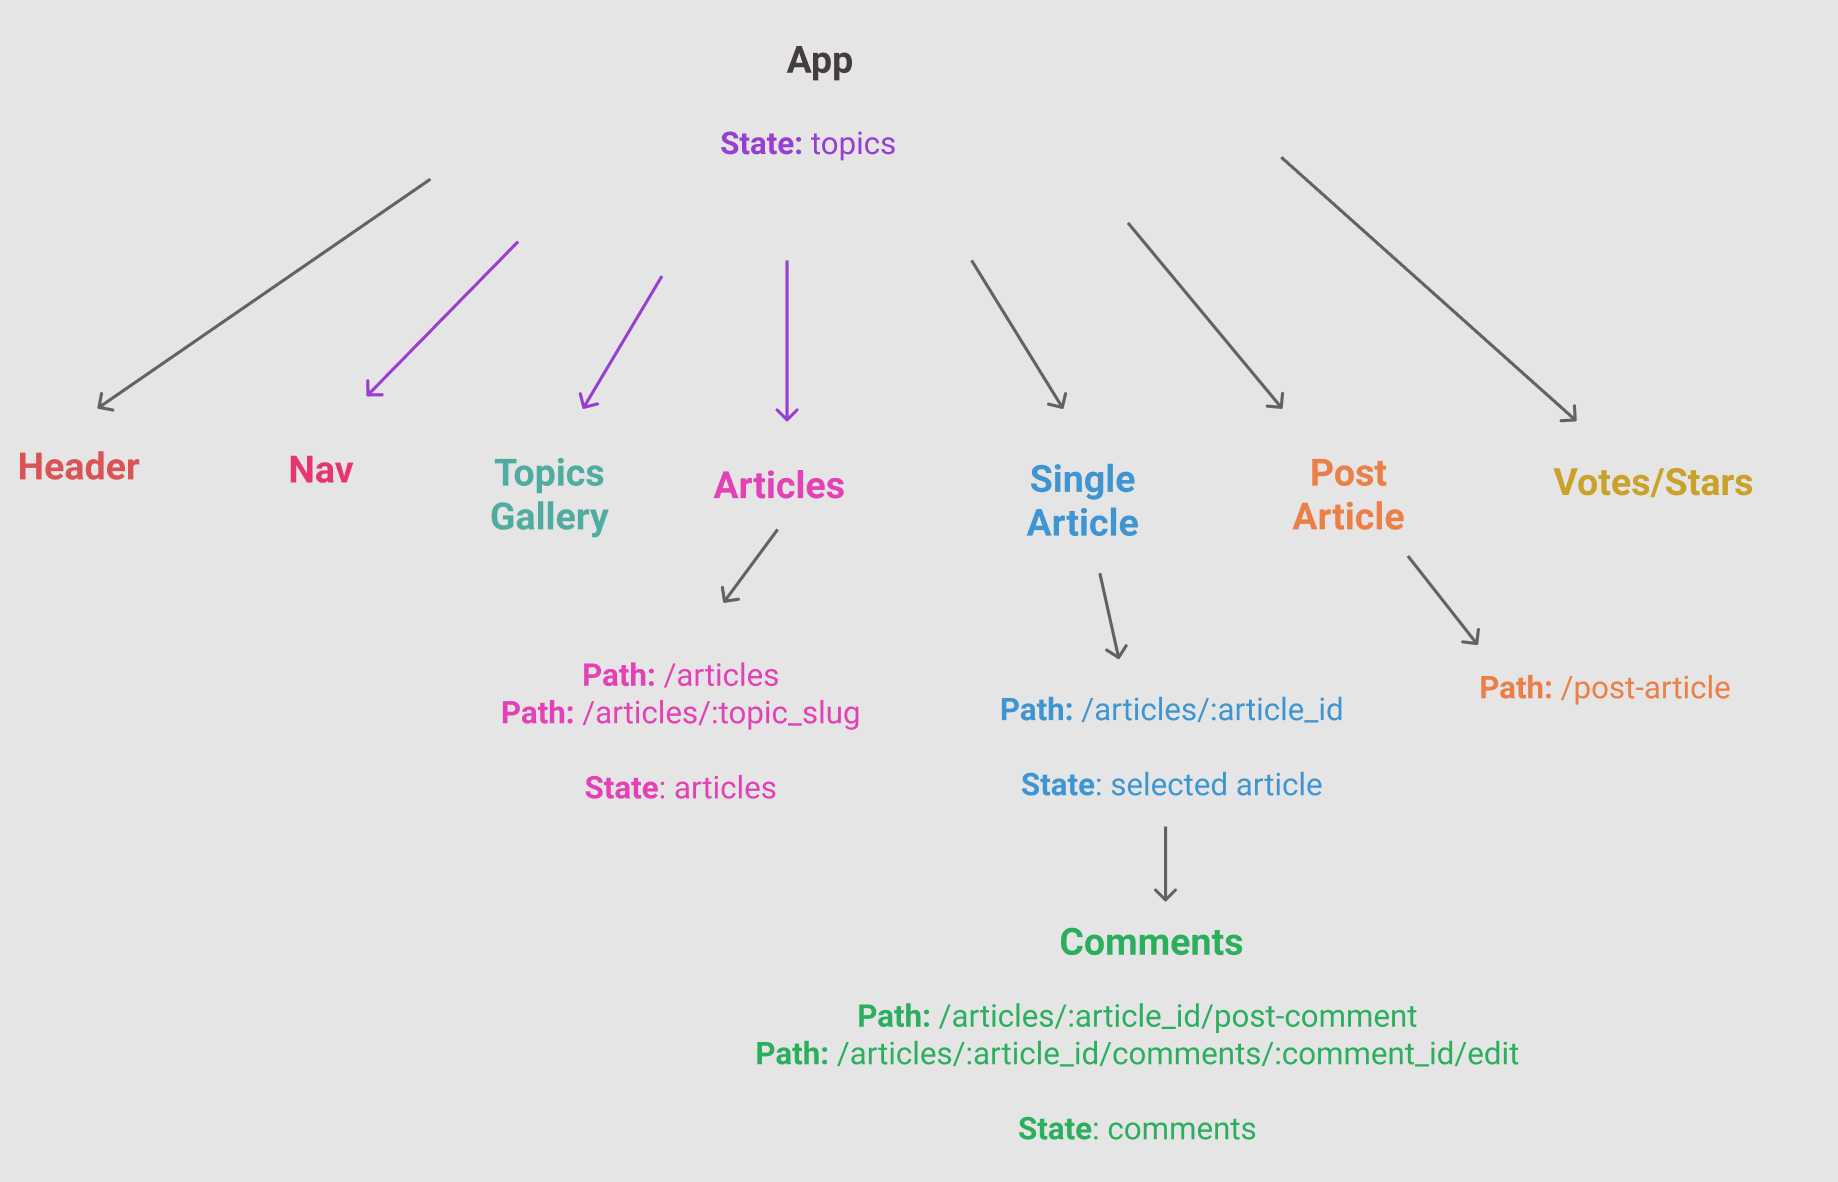 App
State: topics
Header
Nav
Topics
Gallery
Articles
Single
Article
Post
Article
Votes/Stars
Path: /articles
Path: /articles/:topic_slug
State: articles
Path: /articles/:article_id
State: selected article
Path: /post-article
Comments
Path: /articles/:article_id/post-comment
Path: /articles/:article_id/comments/:comment_id/edit
State: comments